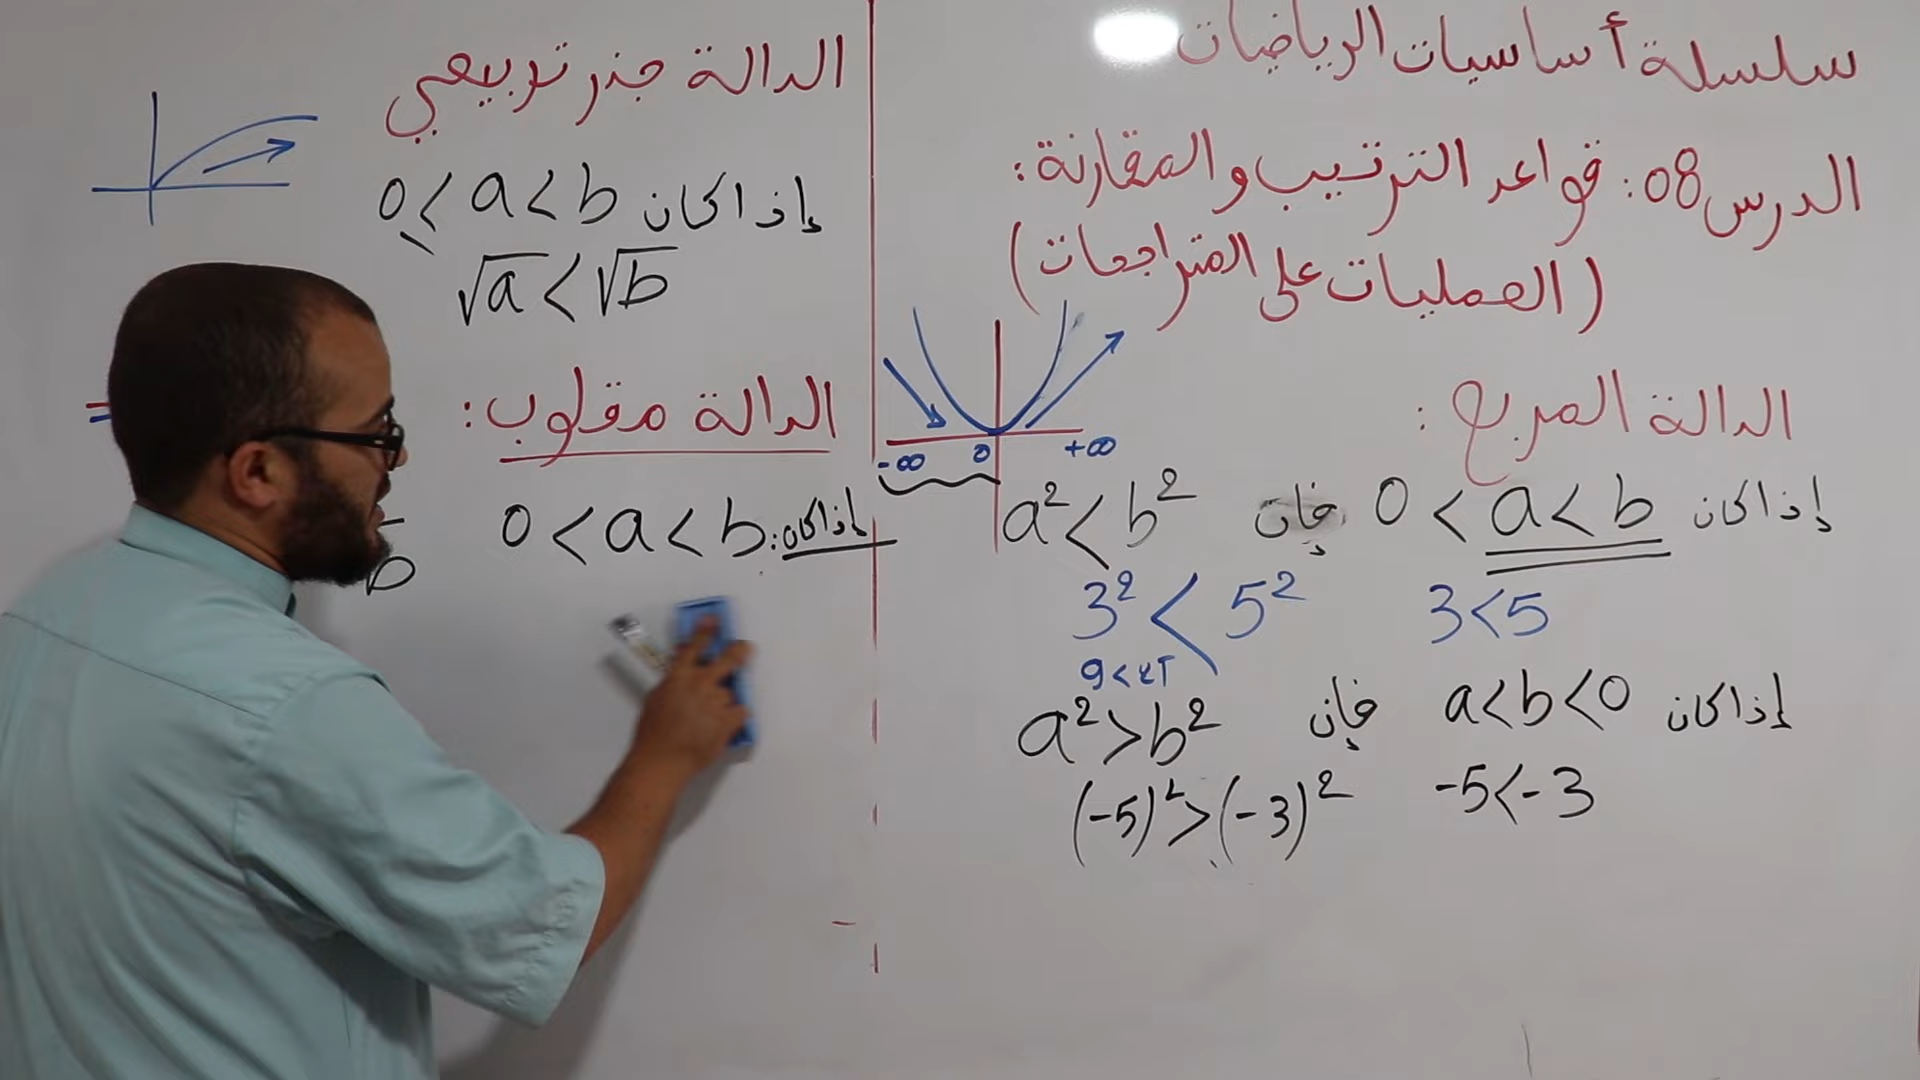 سلسلة أساسيات الرياضيات
الدرس 08: قواعد الترتيب والمقارنة:
(العمليات على المتراجحات)
الدالة المربع:
إذا كان 0 < a < b فإن a² < b²
3 < 5 3² < 5²
9 < 25
إذا كان a < b < 0 فإن a² > b²
-5 < -3 (-5)² > (-3)²
-∞ 0 +∞
الدالة جذر تربيعي
إذا كان 0 ≤ a < b
√a < √b
الدالة مقلوب:
إذا كان: 0 < a < b
b